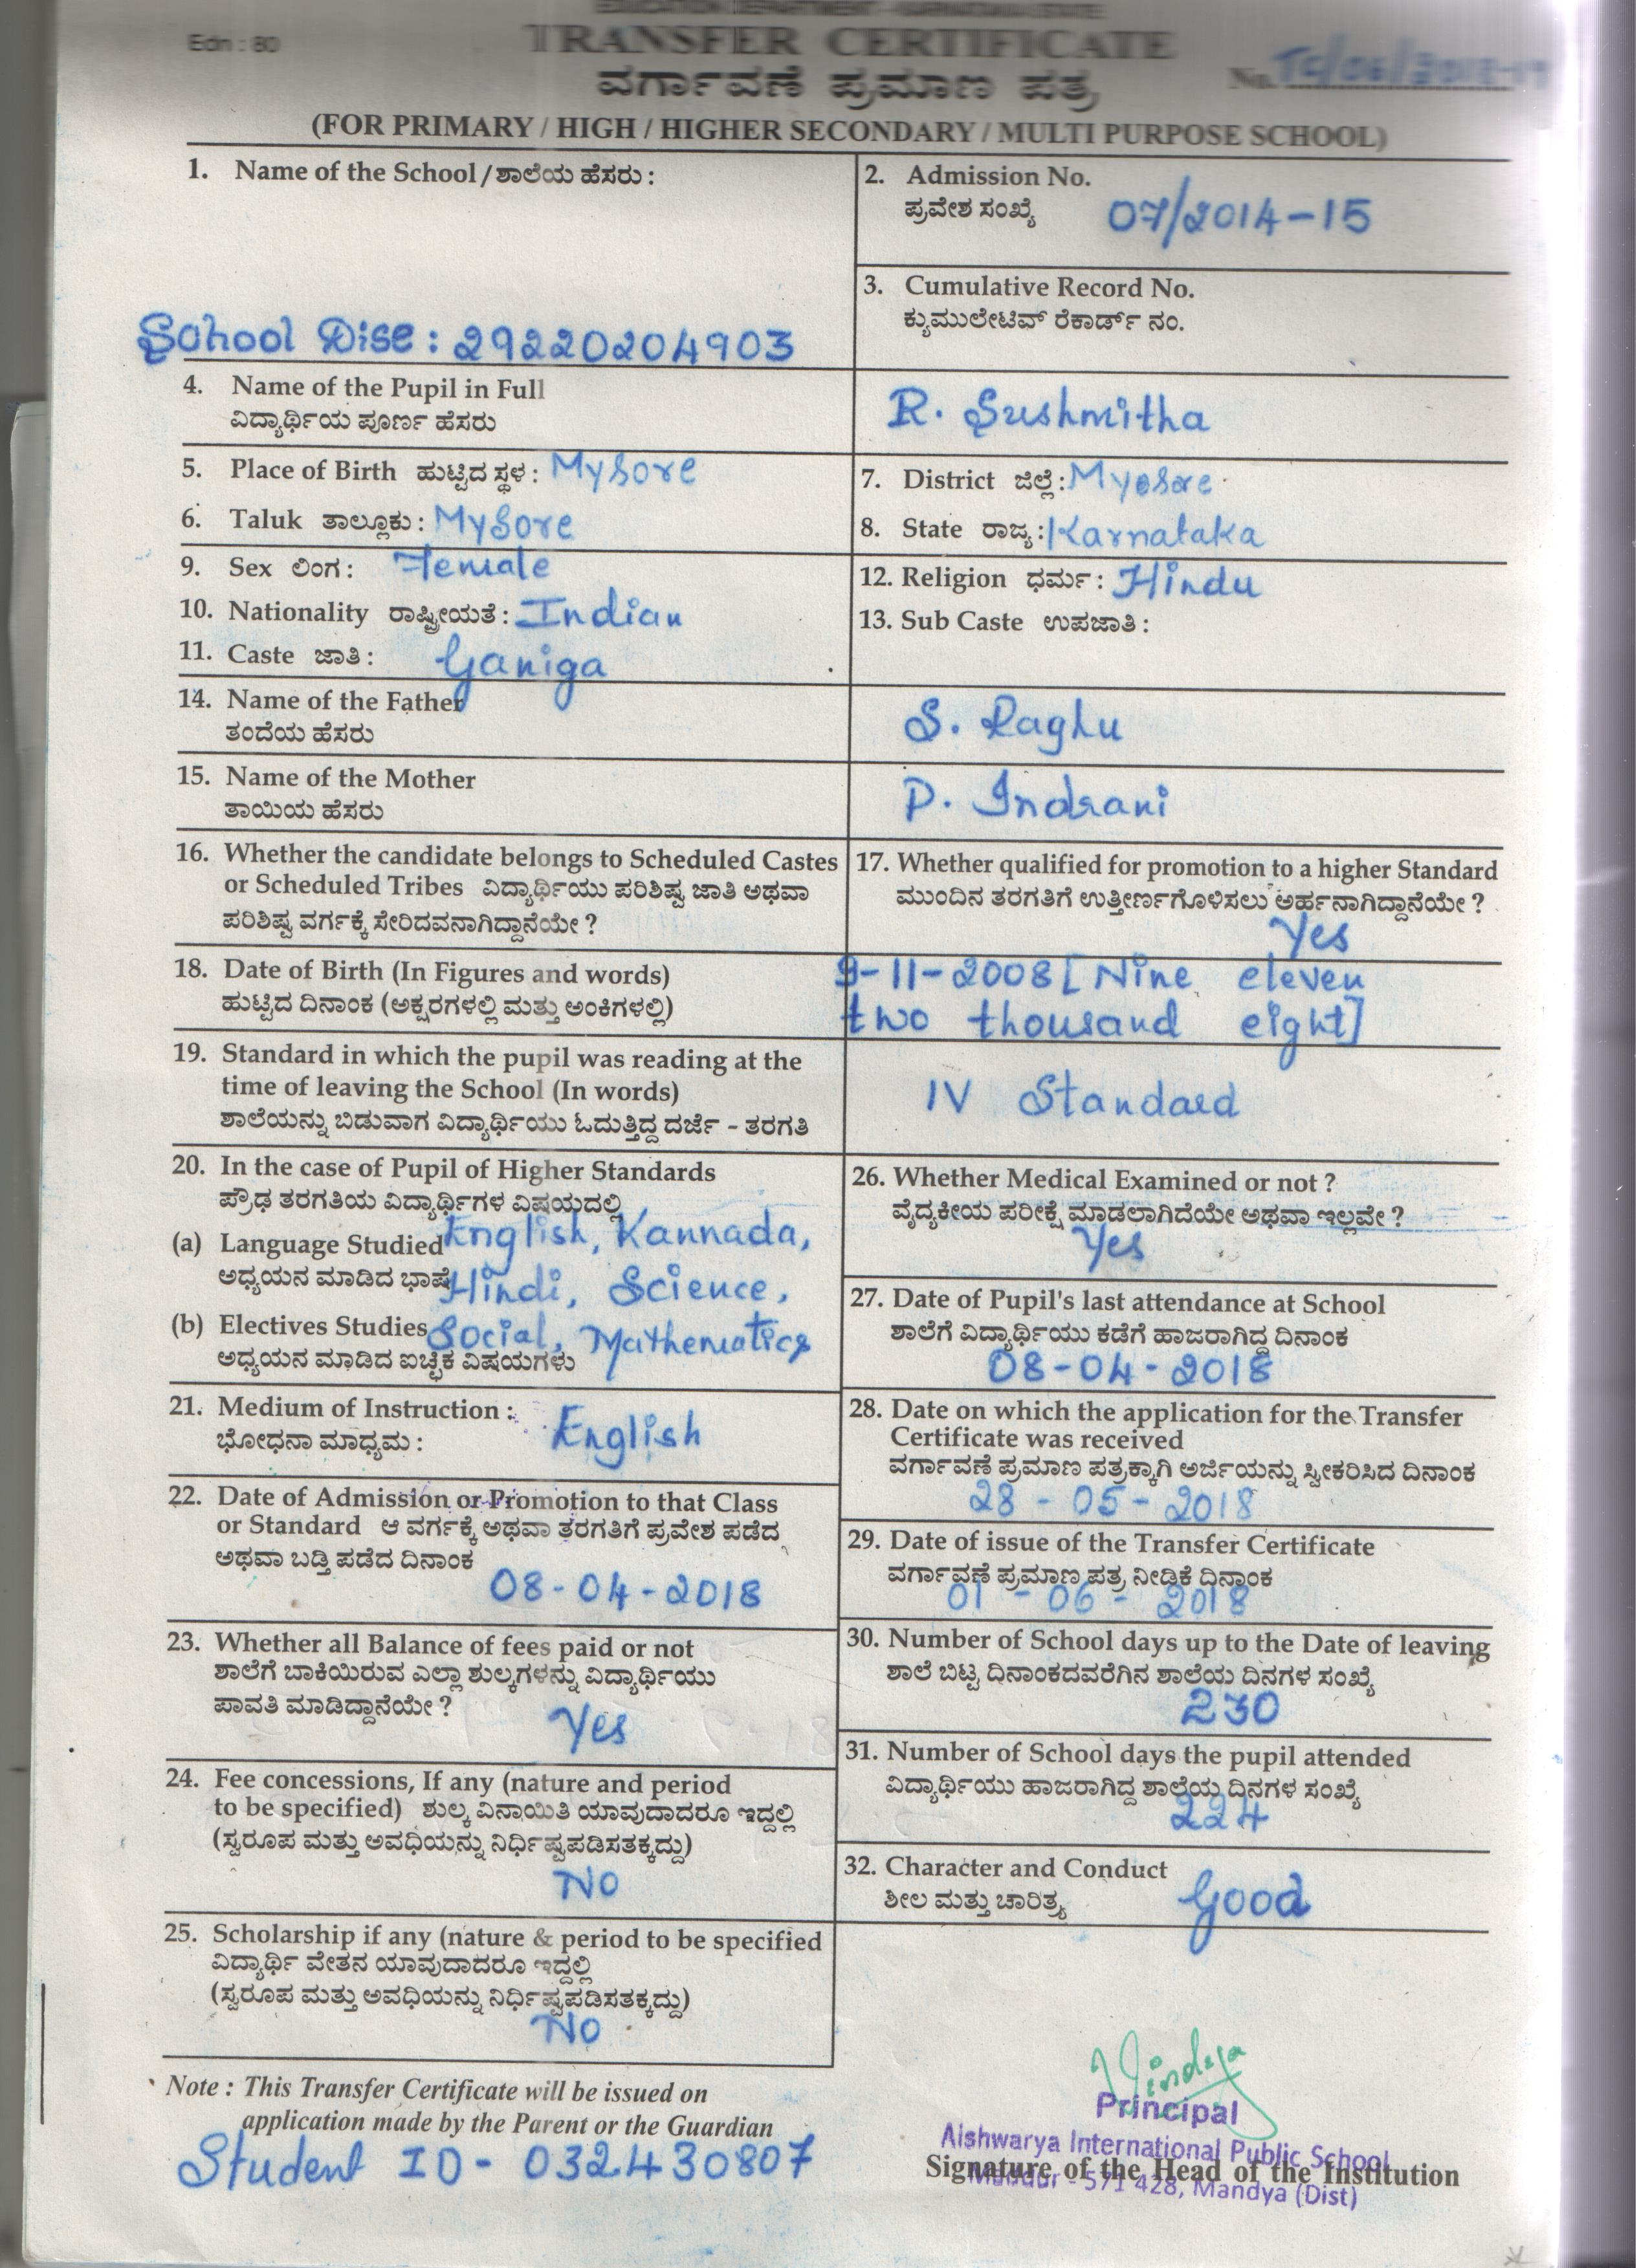 EDUCATION DEPARTMENT - KARNATAKA STATE
Edn : 80
TRANSFER CERTIFICATE
ವರ್ಗಾವಣೆ ಪ್ರಮಾಣ ಪತ್ರ
No.
(FOR PRIMARY / HIGH / HIGHER SECONDARY / MULTI PURPOSE SCHOOL)
1. Name of the School / ಶಾಲೆಯ ಹೆಸರು :
School Dise : 29220204903
2. Admission No.
ಪ್ರವೇಶ ಸಂಖ್ಯೆ 07/2014-15
3. Cumulative Record No.
ಕ್ಯುಮುಲೇಟಿವ್ ರೆಕಾರ್ಡ್ ನಂ.
4. Name of the Pupil in Full
ವಿದ್ಯಾರ್ಥಿಯ ಪೂರ್ಣ ಹೆಸರು
R. Sushmitha
5. Place of Birth ಹುಟ್ಟಿದ ಸ್ಥಳ : Mysore
6. Taluk ತಾಲ್ಲೂಕು : Mysore
7. District ಜಿಲ್ಲೆ : Myosore
8. State ರಾಜ್ಯ : Karnataka
9. Sex ಲಿಂಗ : Female
10. Nationality ರಾಷ್ಟ್ರೀಯತೆ : Indian
11. Caste ಜಾತಿ : Ganiga
12. Religion ಧರ್ಮ : Hindu
13. Sub Caste ಉಪಜಾತಿ :
14. Name of the Father
ತಂದೆಯ ಹೆಸರು
S. Raghu
15. Name of the Mother
ತಾಯಿಯ ಹೆಸರು
P. Indrani
16. Whether the candidate belongs to Scheduled Castes
or Scheduled Tribes ವಿದ್ಯಾರ್ಥಿಯು ಪರಿಶಿಷ್ಟ ಜಾತಿ ಅಥವಾ
ಪರಿಶಿಷ್ಟ ವರ್ಗಕ್ಕೆ ಸೇರಿದವನಾಗಿದ್ದಾನೆಯೇ ?
17. Whether qualified for promotion to a higher Standard
ಮುಂದಿನ ತರಗತಿಗೆ ಉತ್ತೀರ್ಣಗೊಳಿಸಲು ಅರ್ಹನಾಗಿದ್ದಾನೆಯೇ ?
Yes
18. Date of Birth (In Figures and words)
ಹುಟ್ಟಿದ ದಿನಾಂಕ (ಅಕ್ಷರಗಳಲ್ಲಿ ಮತ್ತು ಅಂಕಿಗಳಲ್ಲಿ)
9-11-2008 [Nine eleven
two thousand eight]
19. Standard in which the pupil was reading at the
time of leaving the School (In words)
ಶಾಲೆಯನ್ನು ಬಿಡುವಾಗ ವಿದ್ಯಾರ್ಥಿಯು ಓದುತ್ತಿದ್ದ ದರ್ಜೆ - ತರಗತಿ
IV Standard
20. In the case of Pupil of Higher Standards
ಪ್ರೌಢ ತರಗತಿಯ ವಿದ್ಯಾರ್ಥಿಗಳ ವಿಷಯದಲ್ಲಿ
(a) Language Studied English, Kannada,
ಅಧ್ಯಯನ ಮಾಡಿದ ಭಾಷೆ Hindi, Science,
(b) Electives Studies Social, Mathematics
ಅಧ್ಯಯನ ಮಾಡಿದ ಐಚ್ಛಿಕ ವಿಷಯಗಳು
21. Medium of Instruction : English
ಭೋಧನಾ ಮಾಧ್ಯಮ :
22. Date of Admission or Promotion to that Class
or Standard ಆ ವರ್ಗಕ್ಕೆ ಅಥವಾ ತರಗತಿಗೆ ಪ್ರವೇಶ ಪಡೆದ
ಅಥವಾ ಬಡ್ತಿ ಪಡೆದ ದಿನಾಂಕ
08-04-2018
23. Whether all Balance of fees paid or not
ಶಾಲೆಗೆ ಬಾಕಿಯಿರುವ ಎಲ್ಲಾ ಶುಲ್ಕಗಳನ್ನು ವಿದ್ಯಾರ್ಥಿಯು
ಪಾವತಿ ಮಾಡಿದ್ದಾನೆಯೇ ?
Yes
24. Fee concessions, If any (nature and period
to be specified) ಶುಲ್ಕ ವಿನಾಯಿತಿ ಯಾವುದಾದರೂ ಇದ್ದಲ್ಲಿ
(ಸ್ವರೂಪ ಮತ್ತು ಅವಧಿಯನ್ನು ನಿರ್ಧಿಷ್ಟಪಡಿಸತಕ್ಕದ್ದು)
No
25. Scholarship if any (nature & period to be specified
ವಿದ್ಯಾರ್ಥಿ ವೇತನ ಯಾವುದಾದರೂ ಇದ್ದಲ್ಲಿ
(ಸ್ವರೂಪ ಮತ್ತು ಅವಧಿಯನ್ನು ನಿರ್ಧಿಷ್ಟಪಡಿಸತಕ್ಕದ್ದು)
No
26. Whether Medical Examined or not ?
ವೈದ್ಯಕೀಯ ಪರೀಕ್ಷೆ ಮಾಡಲಾಗಿದೆಯೇ ಅಥವಾ ಇಲ್ಲವೇ ?
Yes
27. Date of Pupil's last attendance at School
ಶಾಲೆಗೆ ವಿದ್ಯಾರ್ಥಿಯು ಕಡೆಗೆ ಹಾಜರಾಗಿದ್ದ ದಿನಾಂಕ
08-04-2018
28. Date on which the application for the Transfer
Certificate was received
ವರ್ಗಾವಣೆ ಪ್ರಮಾಣ ಪತ್ರಕ್ಕಾಗಿ ಅರ್ಜಿಯನ್ನು ಸ್ವೀಕರಿಸಿದ ದಿನಾಂಕ
28-05-2018
29. Date of issue of the Transfer Certificate
ವರ್ಗಾವಣೆ ಪ್ರಮಾಣ ಪತ್ರ ನೀಡಿಕೆ ದಿನಾಂಕ
01-06-2018
30. Number of School days up to the Date of leaving
ಶಾಲೆ ಬಿಟ್ಟ ದಿನಾಂಕದವರೆಗಿನ ಶಾಲೆಯ ದಿನಗಳ ಸಂಖ್ಯೆ
230
31. Number of School days the pupil attended
ವಿದ್ಯಾರ್ಥಿಯು ಹಾಜರಾಗಿದ್ದ ಶಾಲೆಯ ದಿನಗಳ ಸಂಖ್ಯೆ
224
32. Character and Conduct
ಶೀಲ ಮತ್ತು ಚಾರಿತ್ರ್ಯ Good
Note : This Transfer Certificate will be issued on
application made by the Parent or the Guardian
Student ID - 032430807
Vindya
Principal
Aishwarya International Public School
Signature of the Head of the Institution
- 571 428, Mandya (Dist)